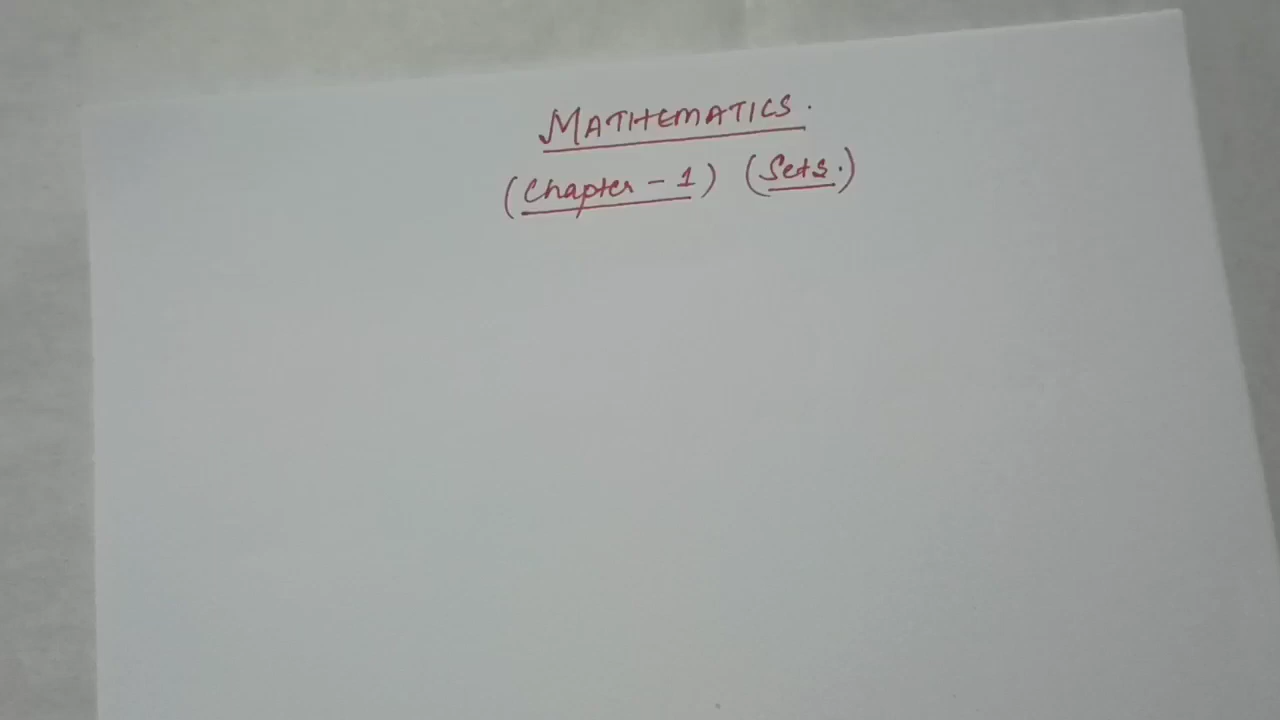 MATHEMATICS.
(Chapter - 1) (Sets.)